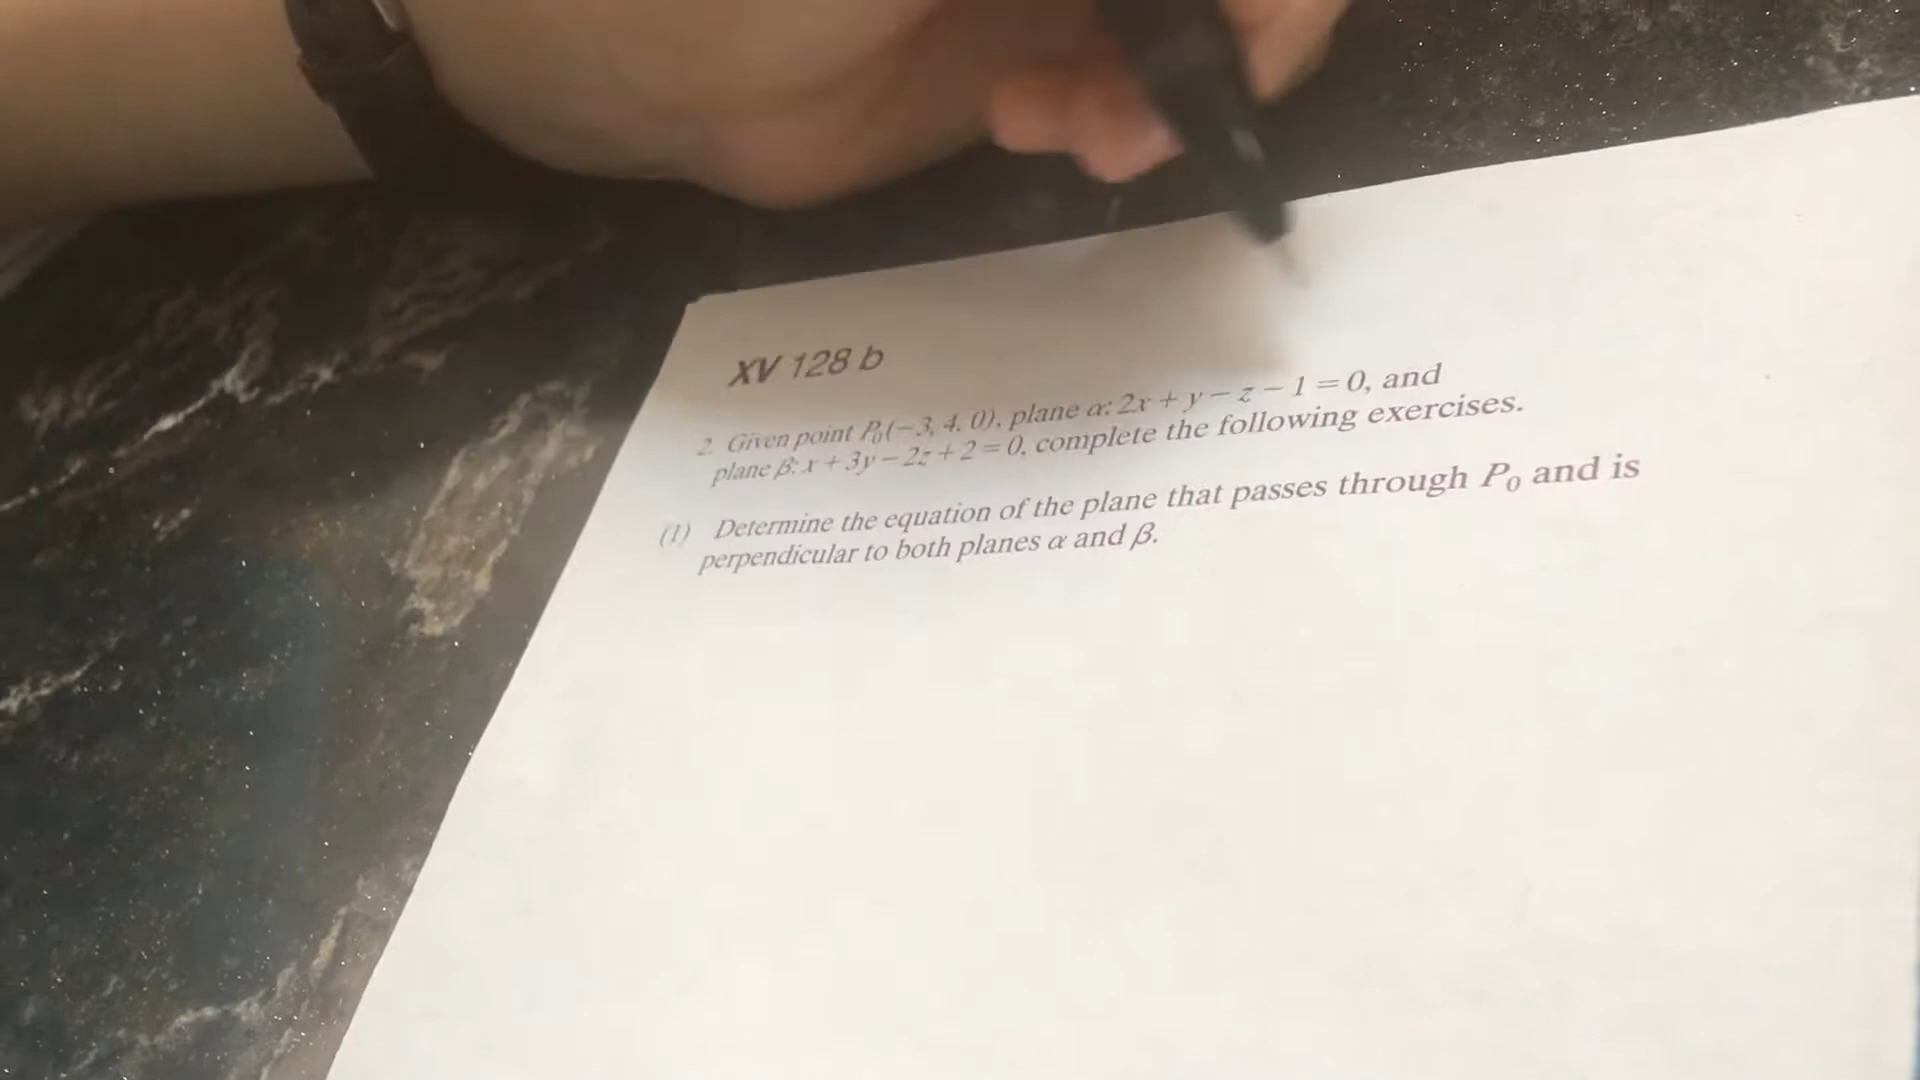 XV 128 b
2. Given point P₀(−3, 4, 0), plane α: 2x + y − z − 1 = 0, and
plane β: x + 3y − 2z + 2 = 0, complete the following exercises.
(1) Determine the equation of the plane that passes through P₀ and is
perpendicular to both planes α and β.